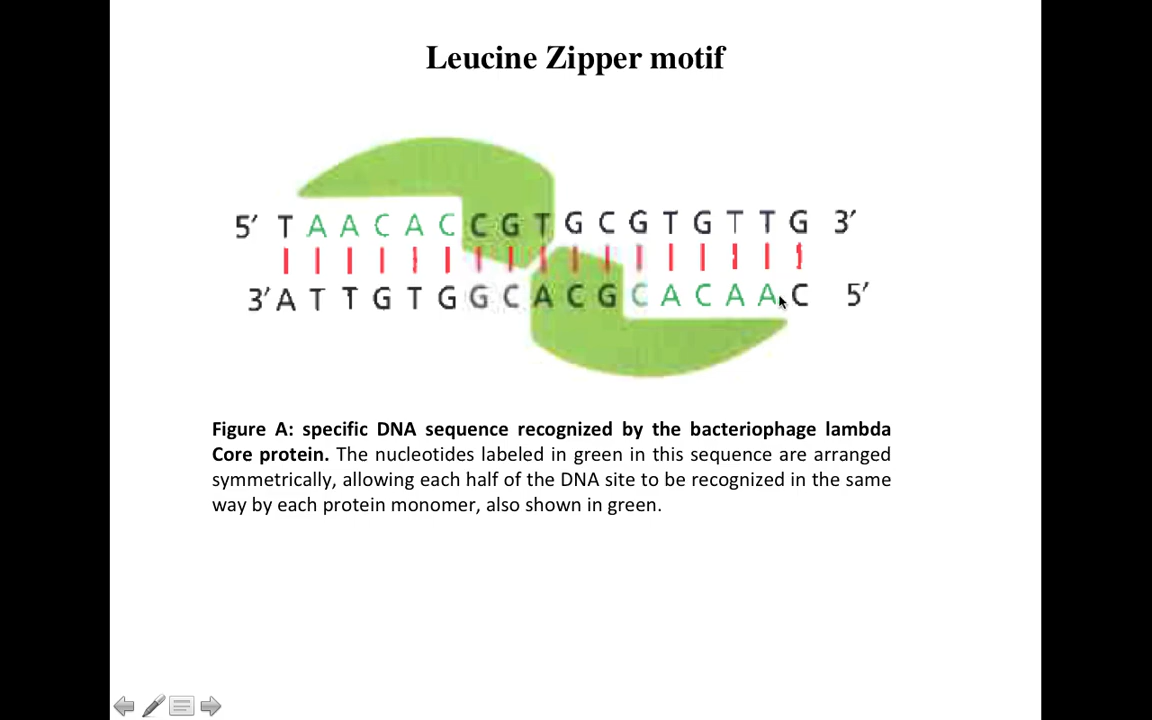 Leucine Zipper motif
5′ T A A C A C C G T G C G T G T T G 3′
3′ A T T G T G G C A C G C A C A A C 5′
Figure A: specific DNA sequence recognized by the bacteriophage lambda
Core protein. The nucleotides labeled in green in this sequence are arranged
symmetrically, allowing each half of the DNA site to be recognized in the same
way by each protein monomer, also shown in green.